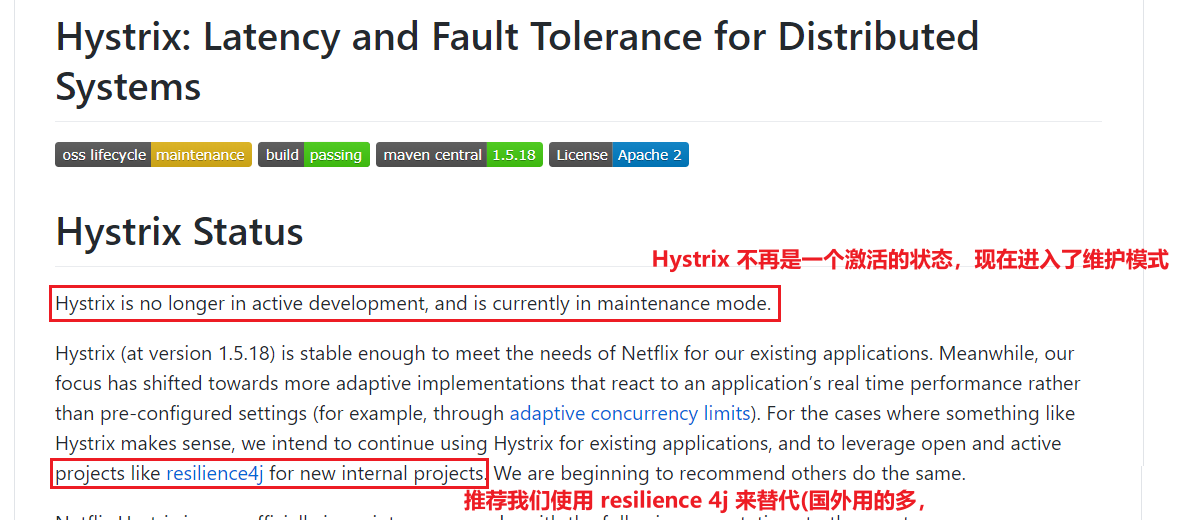 Hystrix: Latency and Fault Tolerance for Distributed
Systems
oss lifecycle maintenance build passing maven central 1.5.18 License Apache 2
Hystrix Status
Hystrix 不再是一个激活的状态，现在进入了维护模式
Hystrix is no longer in active development, and is currently in maintenance mode.
Hystrix (at version 1.5.18) is stable enough to meet the needs of Netflix for our existing applications. Meanwhile, our
focus has shifted towards more adaptive implementations that react to an application’s real time performance rather
than pre-configured settings (for example, through adaptive concurrency limits). For the cases where something like
Hystrix makes sense, we intend to continue using Hystrix for existing applications, and to leverage open and active
projects like resilience4j for new internal projects. We are beginning to recommend others do the same.
推荐我们使用 resilience 4j 来替代(国外用的多，